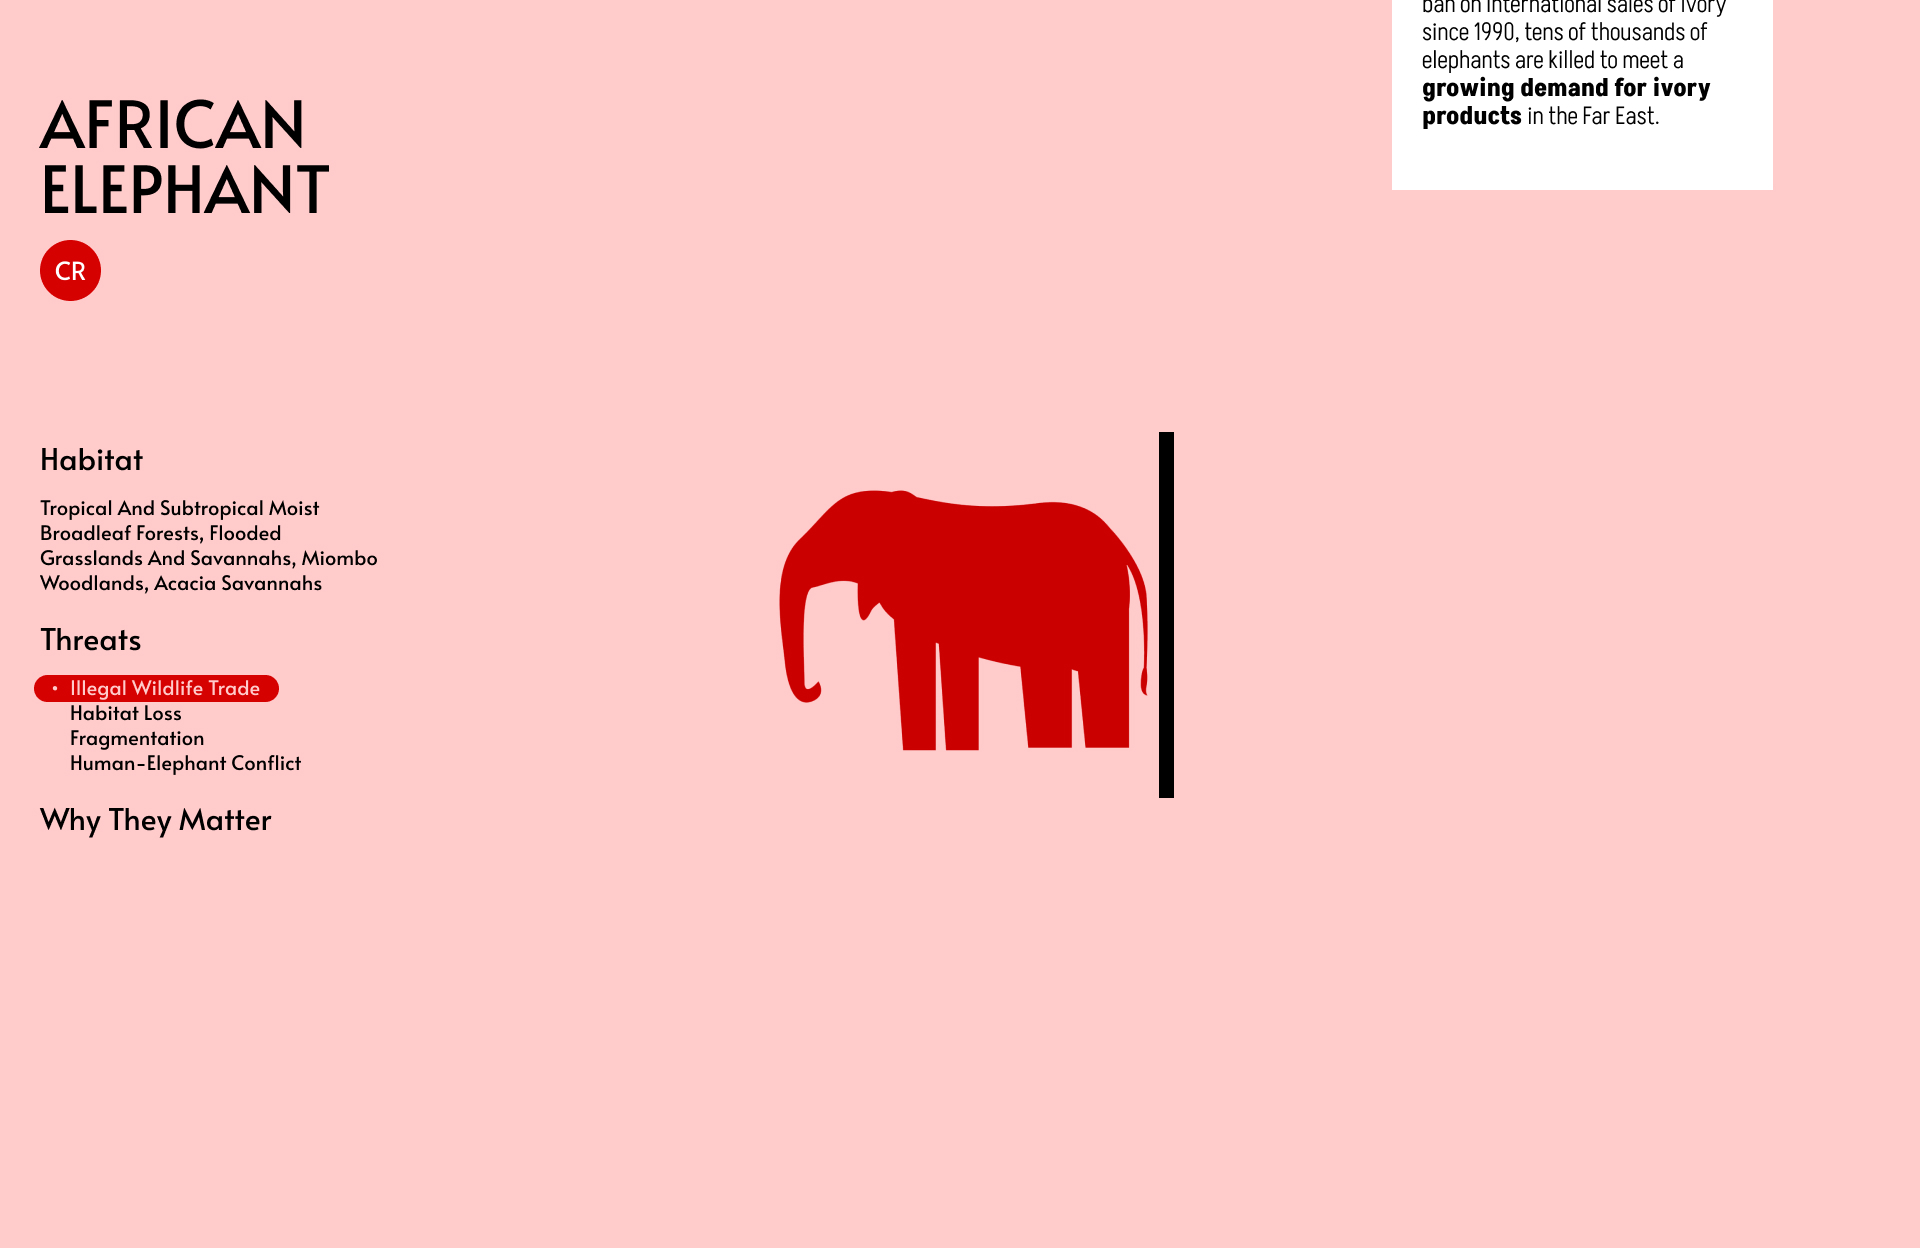 AFRICAN
ELEPHANT
CR
Habitat
Tropical And Subtropical Moist
Broadleaf Forests, Flooded
Grasslands And Savannahs, Miombo
Woodlands, Acacia Savannahs
Threats
• Illegal Wildlife Trade
Habitat Loss
Fragmentation
Human-Elephant Conflict
Why They Matter
ban on international sales of ivory
since 1990, tens of thousands of
elephants are killed to meet a
growing demand for ivory
products in the Far East.